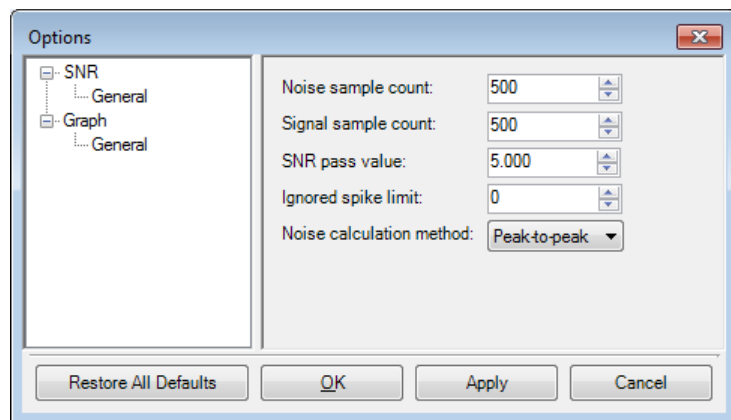 Options
SNR
General
Graph
General
Noise sample count: 500
Signal sample count: 500
SNR pass value: 5.000
Ignored spike limit: 0
Noise calculation method: Peak-to-peak
Restore All Defaults
OK
Apply
Cancel